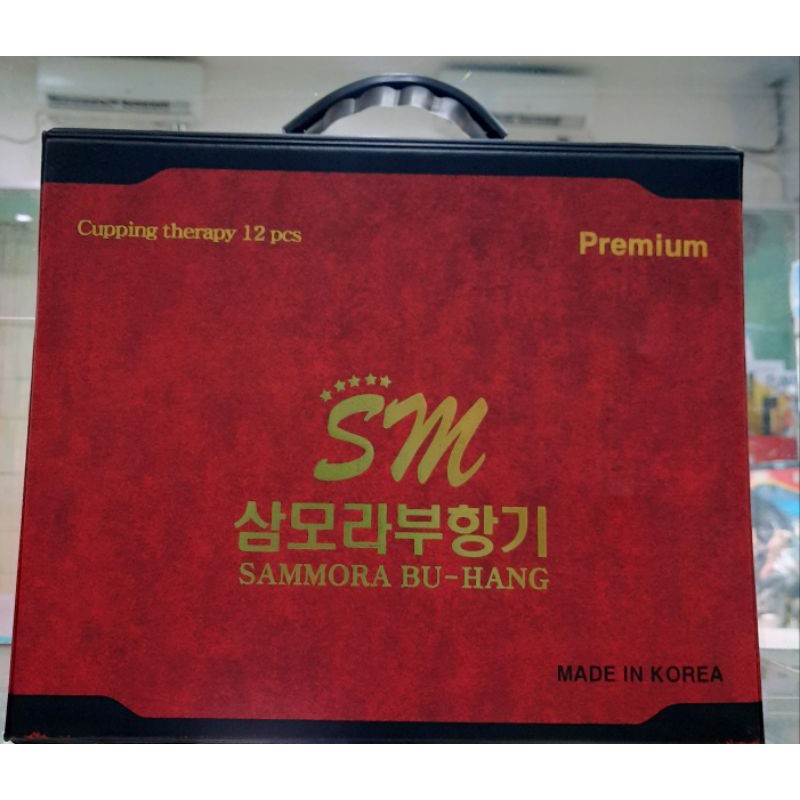 Cupping therapy 12 pcs
Premium
SM
삼모라부항기
SAMMORA BU-HANG
MADE IN KOREA